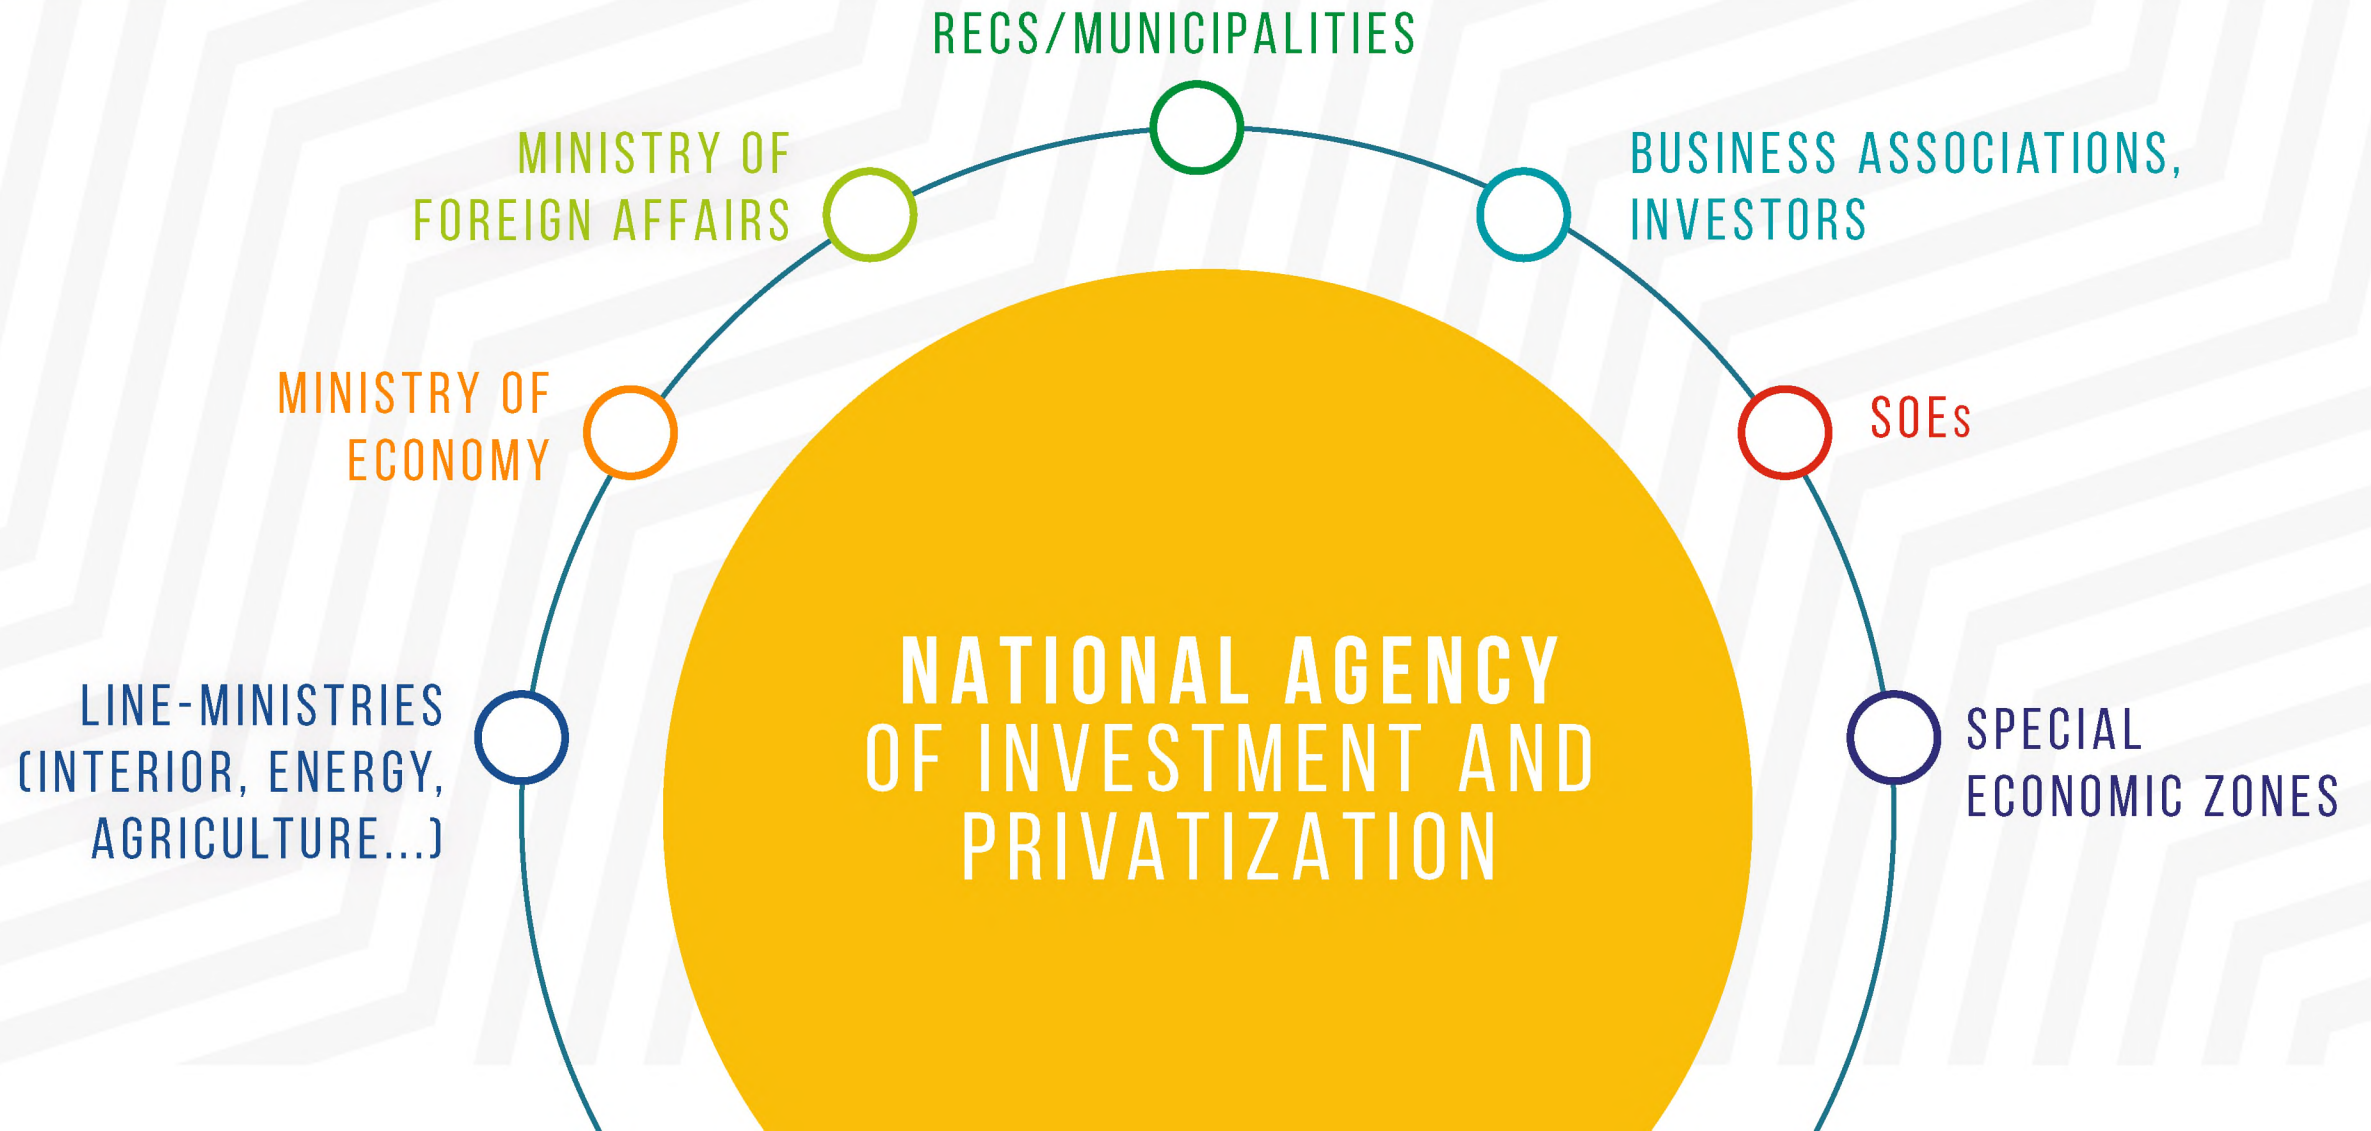 RECS/MUNICIPALITIES
MINISTRY OF
FOREIGN AFFAIRS
BUSINESS ASSOCIATIONS,
INVESTORS
MINISTRY OF
ECONOMY
SOEs
LINE-MINISTRIES
(INTERIOR, ENERGY,
AGRICULTURE...)
NATIONAL AGENCY
OF INVESTMENT AND
PRIVATIZATION
SPECIAL
ECONOMIC ZONES